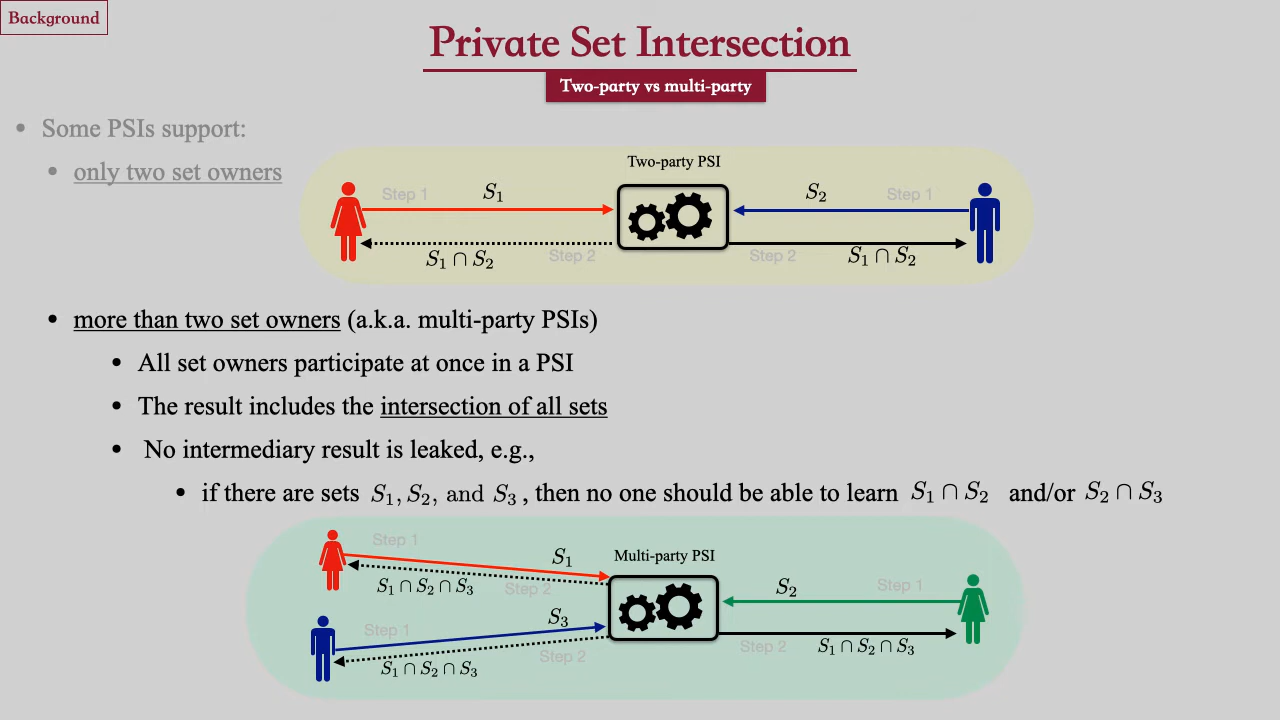 Background
Private Set Intersection
Two-party vs multi-party
• Some PSIs support:
• only two set owners
Two-party PSI
Step 1 S₁ S₂ Step 1
S₁ ∩ S₂ Step 2 Step 2 S₁ ∩ S₂
• more than two set owners (a.k.a. multi-party PSIs)
• All set owners participate at once in a PSI
• The result includes the intersection of all sets
• No intermediary result is leaked, e.g.,
• if there are sets S₁, S₂, and S₃ , then no one should be able to learn S₁ ∩ S₂ and/or S₂ ∩ S₃
Multi-party PSI
Step 1 S₁
S₁ ∩ S₂ ∩ S₃ Step 2
S₂ Step 1
Step 1 S₃
S₁ ∩ S₂ ∩ S₃ Step 2
Step 2 S₁ ∩ S₂ ∩ S₃